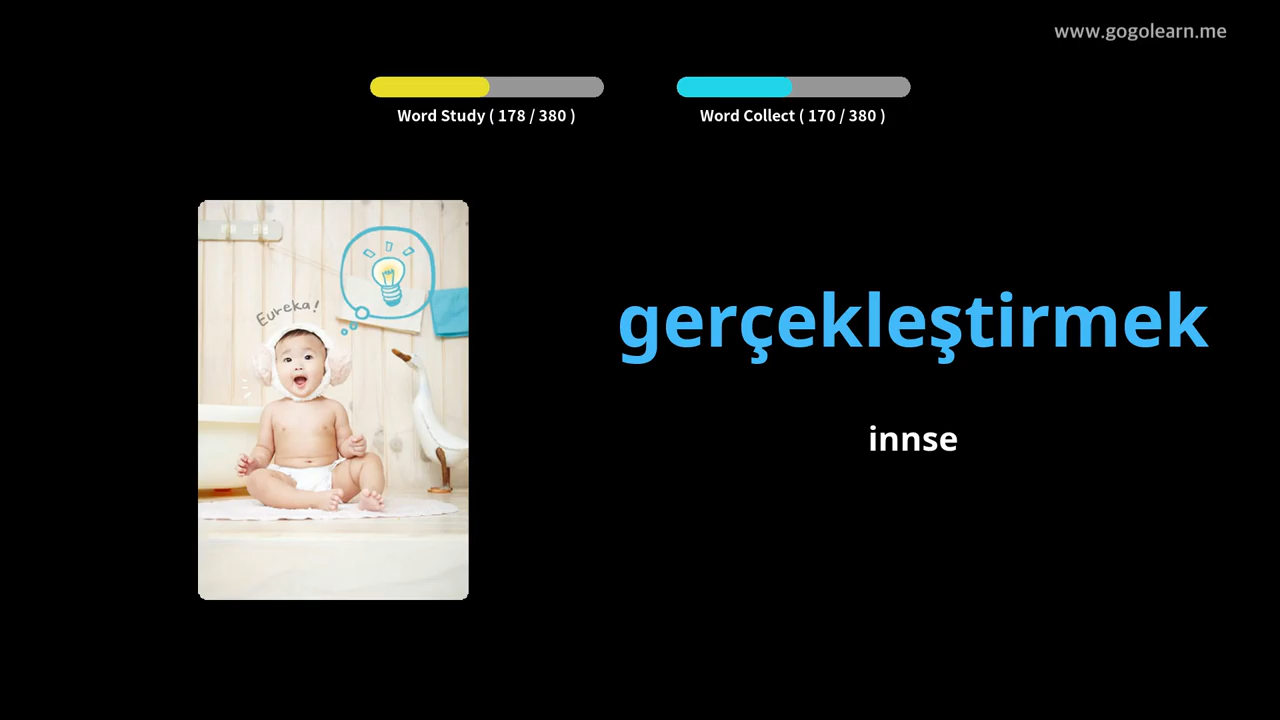 www.gogolearn.me
Word Study ( 178 / 380 )
Word Collect ( 170 / 380 )
Eureka!
gerçekleştirmek
innse